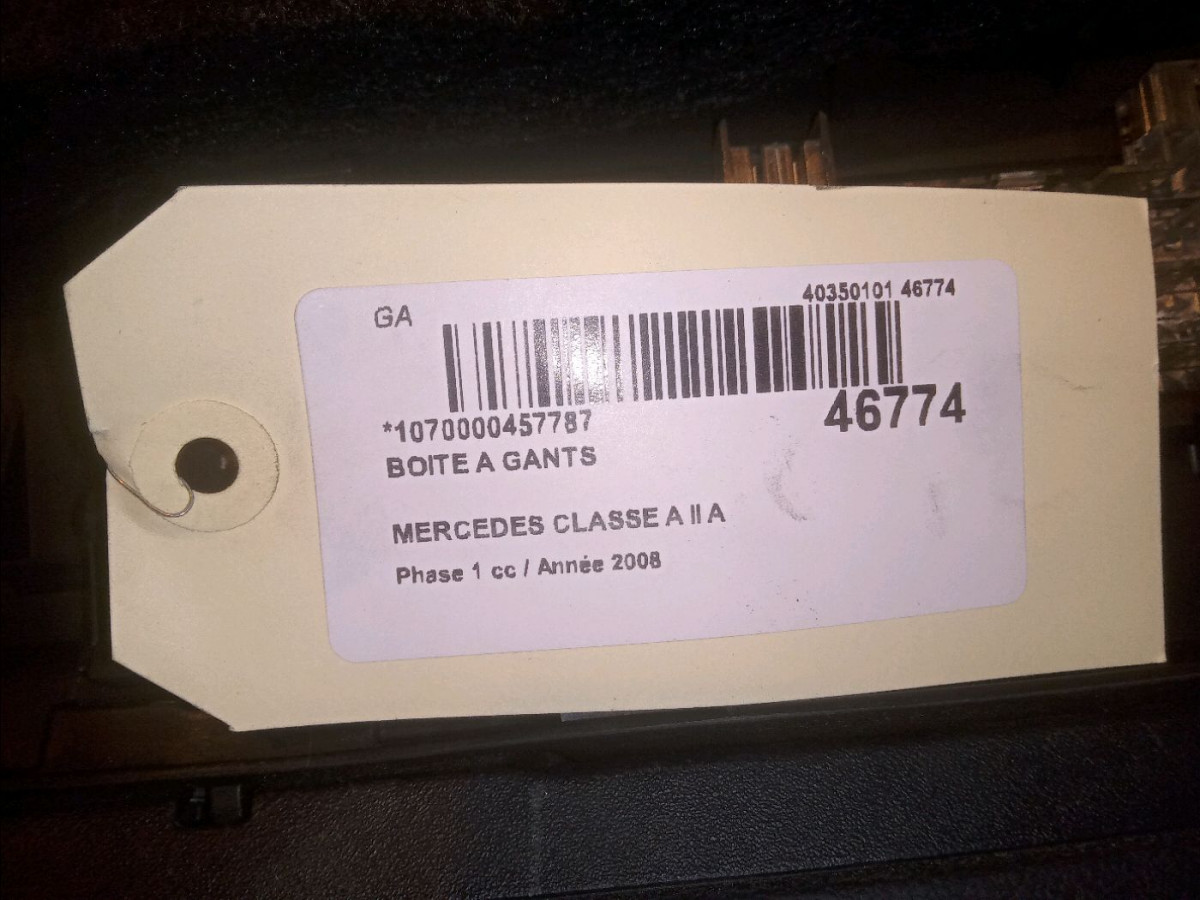 GA
40350101 46774
*1070000457787
46774
BOITE A GANTS
MERCEDES CLASSE A II A
Phase 1 cc / Année 2008